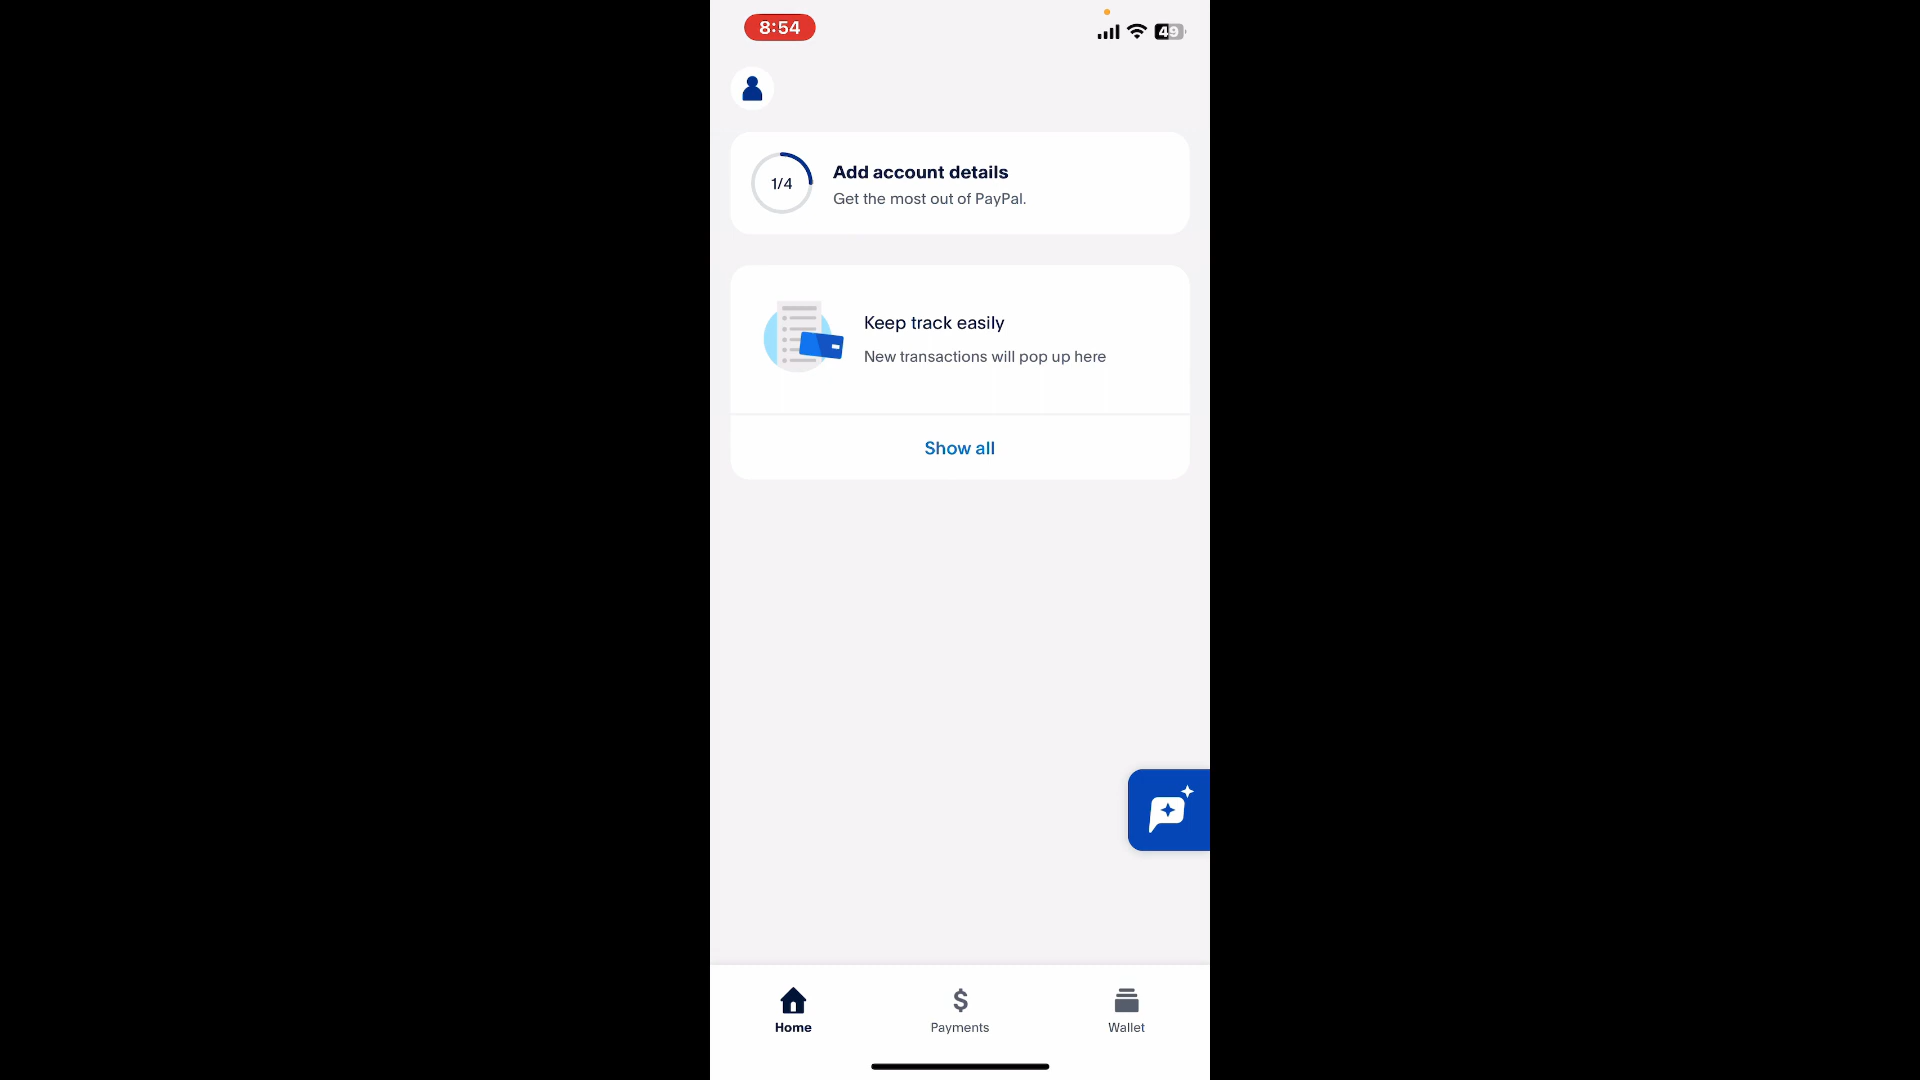 8:54
49
1/4
Add account details
Get the most out of PayPal.
Keep track easily
New transactions will pop up here
Show all
Home
Payments
Wallet